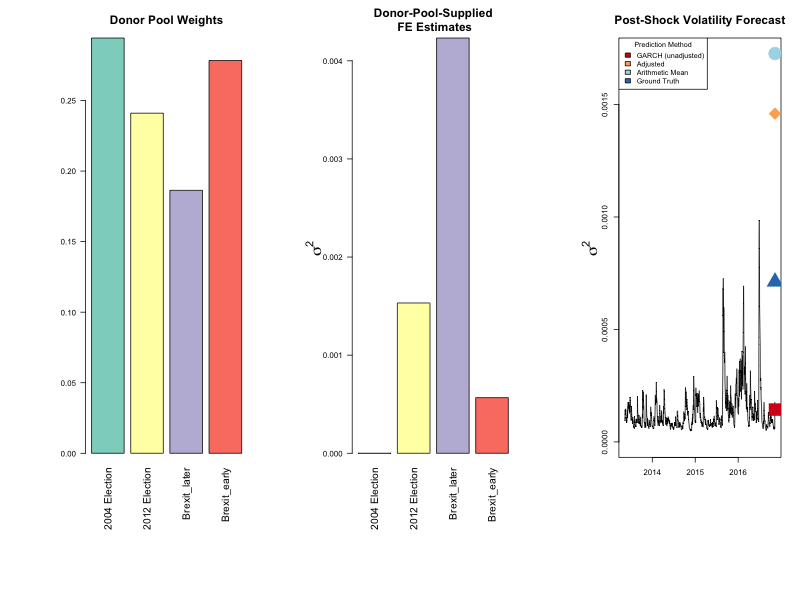 Donor Pool Weights
0.25
0.20
0.15
0.10
0.05
0.00
2004 Election
2012 Election
Brexit_later
Brexit_early
Donor-Pool-Supplied
FE Estimates
σ2
0.004
0.003
0.002
0.001
0.000
2004 Election
2012 Election
Brexit_later
Brexit_early
Post-Shock Volatility Forecast
Prediction Method
GARCH (unadjusted)
Adjusted
Arithmetic Mean
Ground Truth
σ2
0.0015
0.0010
0.0005
0.0000
2014
2015
2016